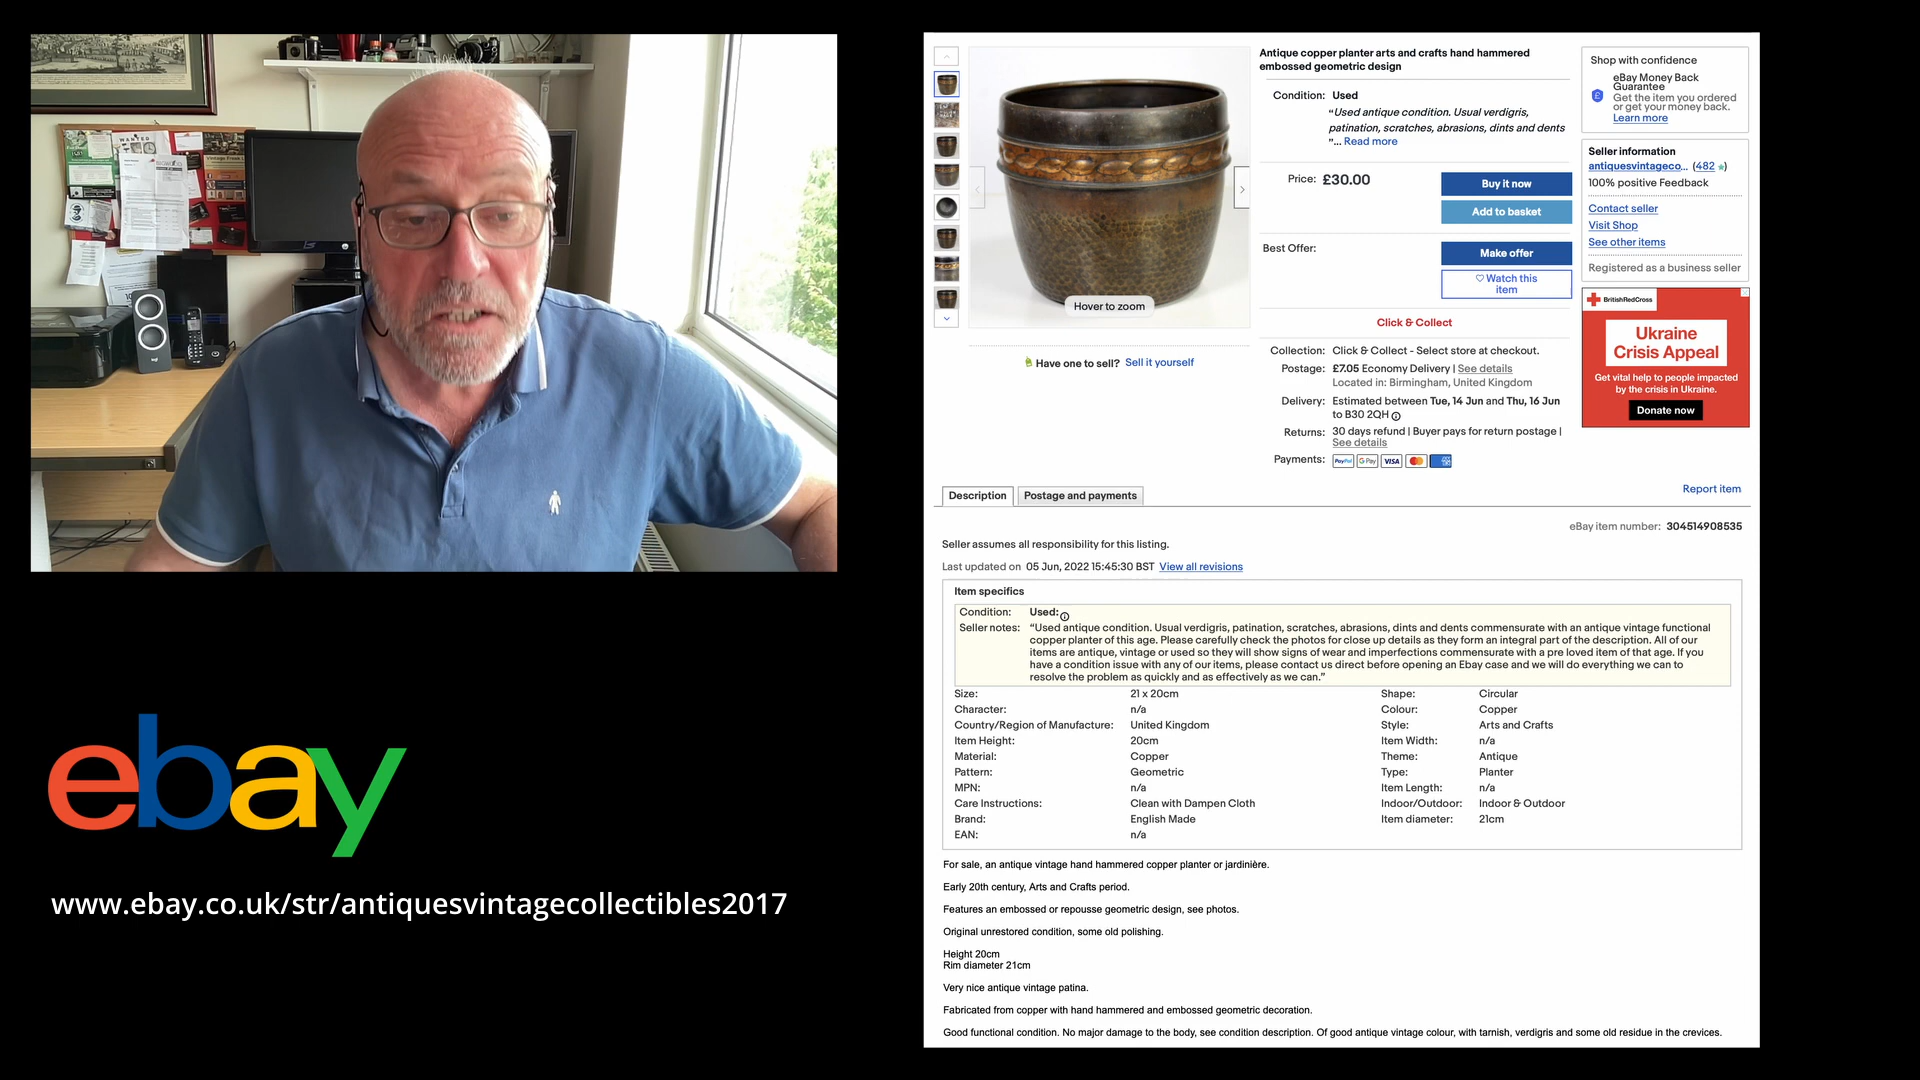 WANTED
Antique copper planter arts and crafts hand hammered
embossed geometric design
Condition: Used
“Used antique condition. Usual verdigris,
patination, scratches, abrasions, dints and dents
”... Read more
Price: £30.00
Buy it now
Add to basket
Best Offer:
Make offer
Watch this
item
Hover to zoom
Have one to sell? Sell it yourself
Click & Collect
Collection: Click & Collect - Select store at checkout.
Postage: £7.05 Economy Delivery | See details
Located in: Birmingham, United Kingdom
Delivery: Estimated between Tue, 14 Jun and Thu, 16 Jun
to B30 2QH
Returns: 30 days refund | Buyer pays for return postage |
See details
Payments: PayPal G Pay VISA
Shop with confidence
eBay Money Back
Guarantee
Get the item you ordered
or get your money back.
Learn more
Seller information
antiquesvintageco... (482)
100% positive Feedback
Contact seller
Visit Shop
See other items
Registered as a business seller
BritishRedCross
Ukraine
Crisis Appeal
Get vital help to people impacted
by the crisis in Ukraine.
Donate now
Description
Postage and payments
Report item
eBay item number: 304514908535
Seller assumes all responsibility for this listing.
Last updated on 05 Jun, 2022 15:45:30 BST View all revisions
Item specifics
Condition: Used:
Seller notes: “Used antique condition. Usual verdigris, patination, scratches, abrasions, dints and dents commensurate with an antique vintage functional
copper planter of this age. Please carefully check the photos for close up details as they form an integral part of the description. All of our
items are antique, vintage or used so they will show signs of wear and imperfections commensurate with a pre loved item of that age. If you
have a condition issue with any of our items, please contact us direct before opening an Ebay case and we will do everything we can to
resolve the problem as quickly and as effectively as we can.”
Size: 21 x 20cm Shape: Circular
Character: n/a Colour: Copper
Country/Region of Manufacture: United Kingdom Style: Arts and Crafts
Item Height: 20cm Item Width: n/a
Material: Copper Theme: Antique
Pattern: Geometric Type: Planter
MPN: n/a Item Length: n/a
Care Instructions: Clean with Dampen Cloth Indoor/Outdoor: Indoor & Outdoor
Brand: English Made Item diameter: 21cm
EAN: n/a
For sale, an antique vintage hand hammered copper planter or jardinière.
Early 20th century, Arts and Crafts period.
Features an embossed or repousse geometric design, see photos.
Original unrestored condition, some old polishing.
Height 20cm
Rim diameter 21cm
Very nice antique vintage patina.
Fabricated from copper with hand hammered and embossed geometric decoration.
Good functional condition. No major damage to the body, see condition description. Of good antique vintage colour, with tarnish, verdigris and some old residue in the crevices.
ebay
www.ebay.co.uk/str/antiquesvintagecollectibles2017